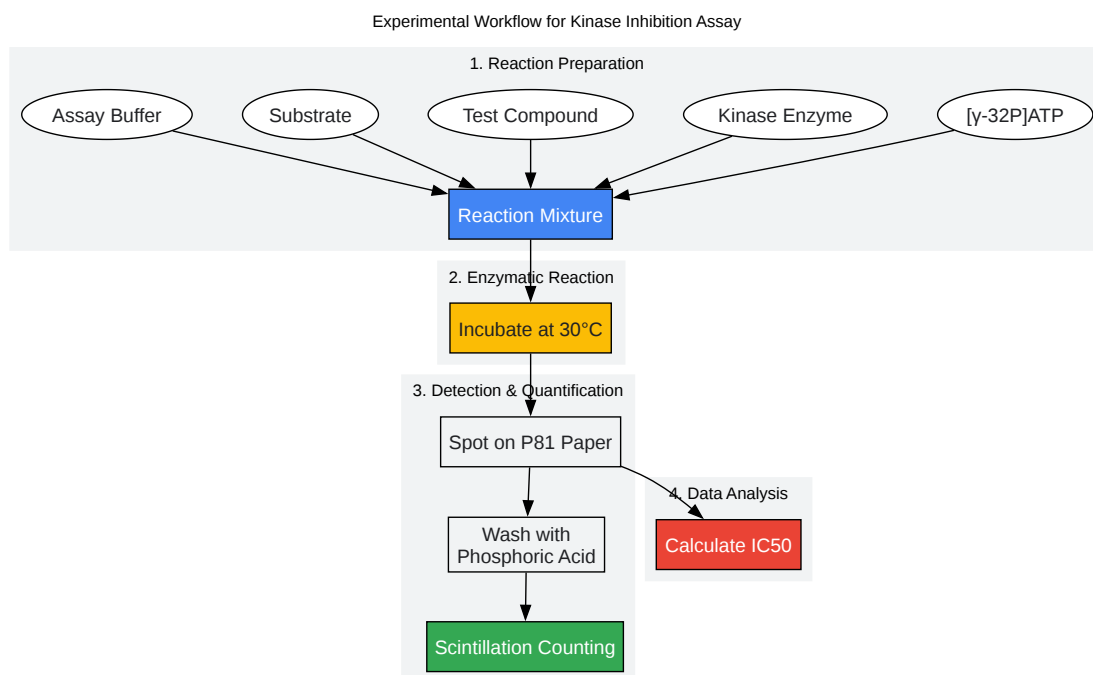 Experimental Workflow for Kinase Inhibition Assay
1. Reaction Preparation
Assay Buffer
Substrate
Test Compound
Kinase Enzyme
[γ-32P]ATP
Reaction Mixture
2. Enzymatic Reaction
Incubate at 30°C
3. Detection & Quantification
Spot on P81 Paper
4. Data Analysis
Wash with
Phosphoric Acid
Calculate IC50
Scintillation Counting